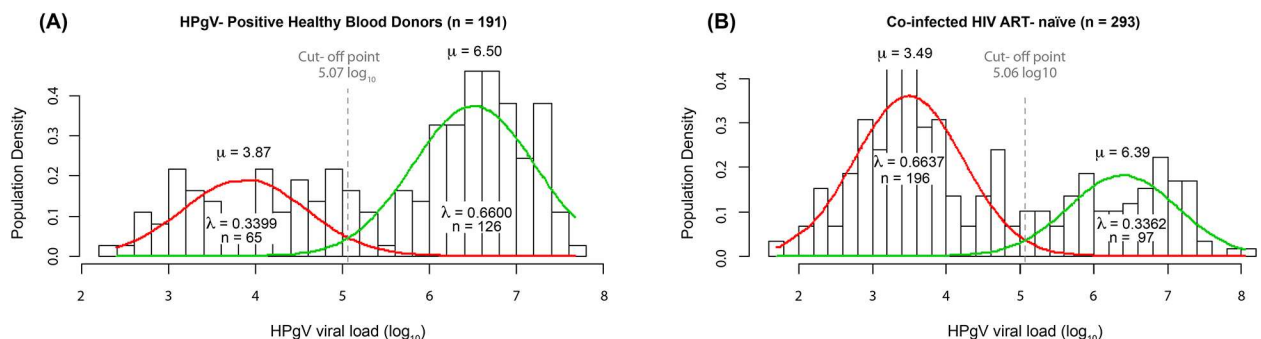 (A)
HPgV- Positive Healthy Blood Donors (n = 191)
Cut- off point
5.07 log10
μ = 6.50
μ = 3.87
λ = 0.3399
n = 65
λ = 0.6600
n = 126
Population Density
0.0
0.1
0.2
0.3
0.4
2 3 4 5 6 7 8
HPgV viral load (log10)
(B)
Co-infected HIV ART- naïve (n = 293)
μ = 3.49
Cut- off point
5.06 log10
μ = 6.39
λ = 0.6637
n = 196
λ = 0.3362
n = 97
Population Density
0.0
0.1
0.2
0.3
0.4
2 3 4 5 6 7 8
HPgV viral load (log10)